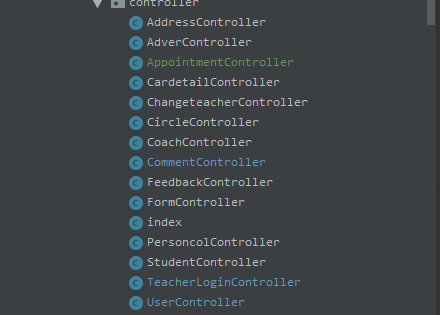 controller
AddressController
AdverController
AppointmentController
CardetailController
ChangeteacherController
CircleController
CoachController
CommentController
FeedbackController
FormController
index
PersoncolController
StudentController
TeacherLoginController
UserController